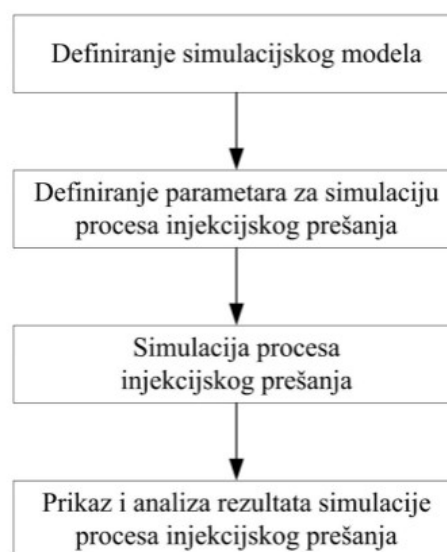 Definiranje simulacijskog modela
Definiranje parametara za simulaciju
procesa injekcijskog prešanja
Simulacija procesa
injekcijskog prešanja
Prikaz i analiza rezultata simulacije
procesa injekcijskog prešanja